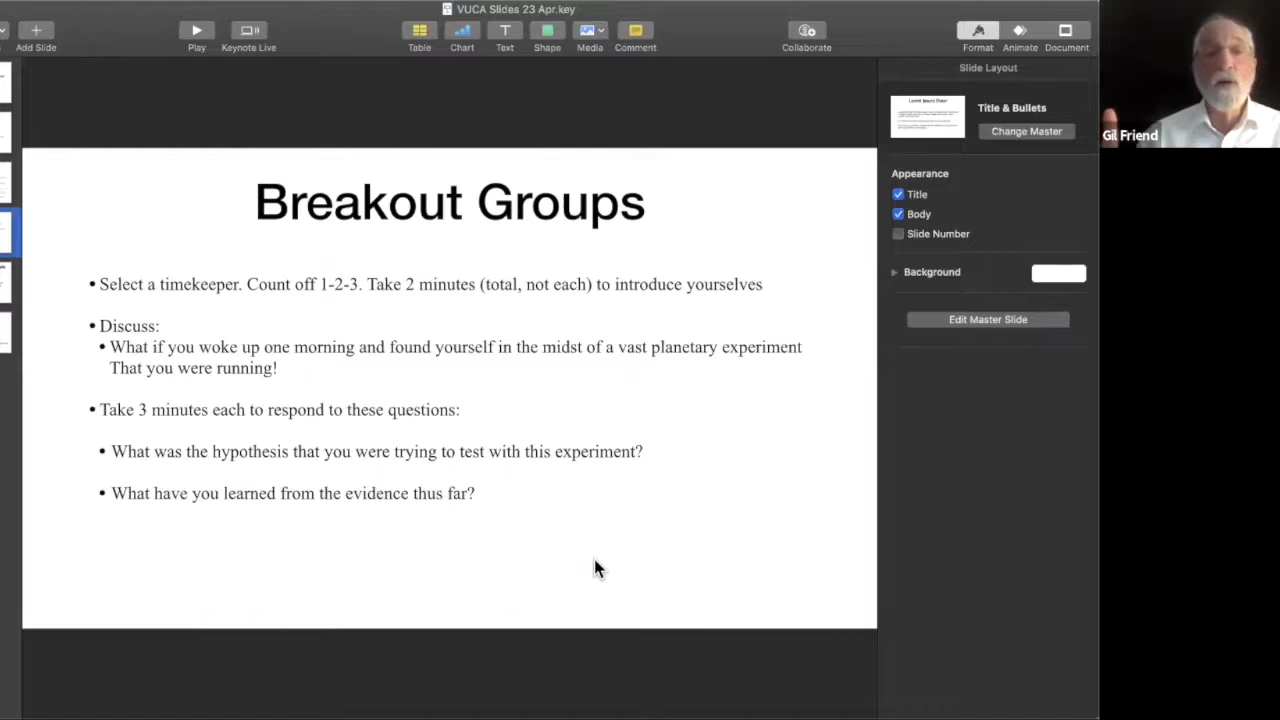 VUCA Slides 23 Apr.key
Add Slide
Play
Keynote Live
Table
Chart
Text
Shape
Media
Comment
Collaborate
Format
Animate
Document
Slide Layout
Title & Bullets
Change Master
Appearance
Title
Body
Slide Number
Background
Edit Master Slide
Gil Friend
Breakout Groups
• Select a timekeeper. Count off 1-2-3. Take 2 minutes (total, not each) to introduce yourselves
• Discuss:
• What if you woke up one morning and found yourself in the midst of a vast planetary experiment
That you were running!
• Take 3 minutes each to respond to these questions:
• What was the hypothesis that you were trying to test with this experiment?
• What have you learned from the evidence thus far?